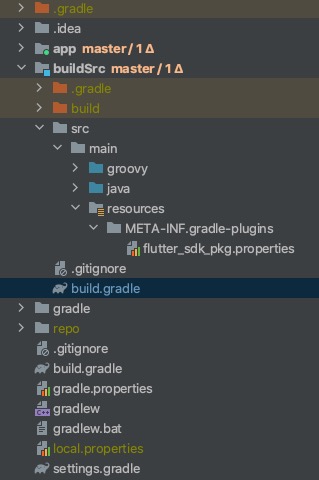 .gradle
.idea
app master / 1 Δ
buildSrc master / 1 Δ
.gradle
build
src
main
groovy
java
resources
META-INF.gradle-plugins
flutter_sdk_pkg.properties
.gitignore
build.gradle
gradle
repo
.gitignore
build.gradle
gradle.properties
gradlew
gradlew.bat
local.properties
settings.gradle